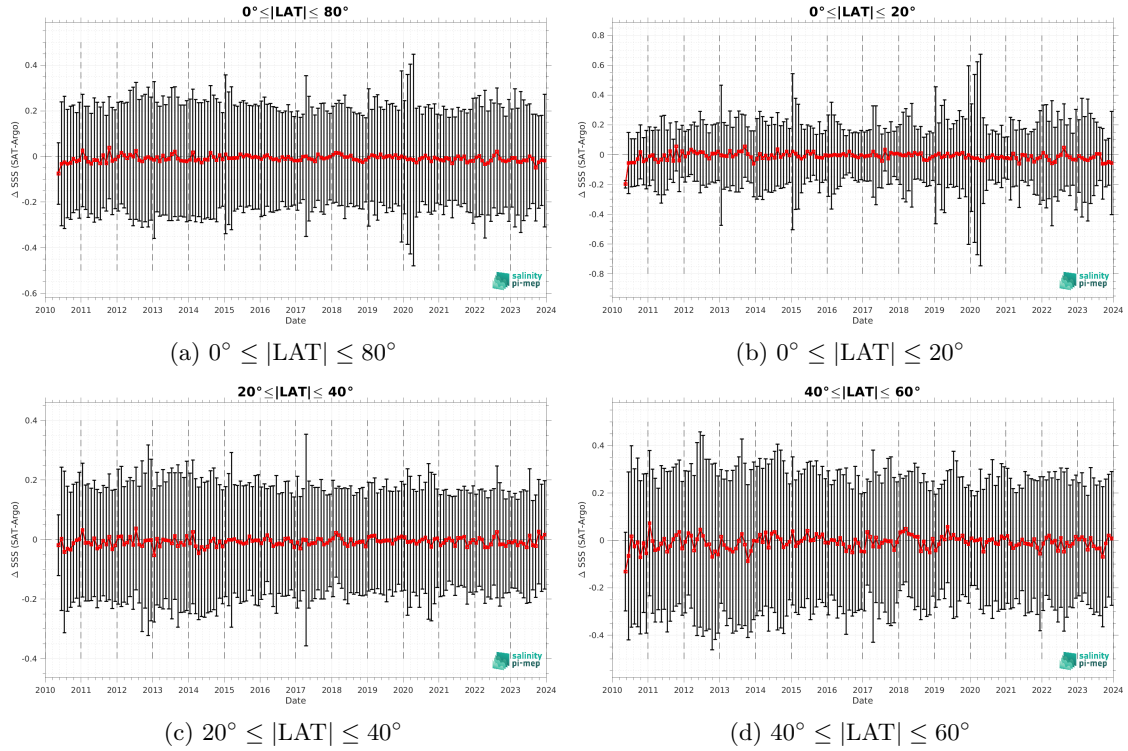 0°≤|LAT|≤ 80°
Δ SSS (SAT-Argo)
0.4
0.2
0
-0.2
-0.4
-0.6
2010 2011 2012 2013 2014 2015 2016 2017 2018 2019 2020 2021 2022 2023 2024
Date
salinity
pi-mep
(a) 0° ≤ |LAT| ≤ 80°
0°≤|LAT|≤ 20°
Δ SSS (SAT-Argo)
0.8
0.6
0.4
0.2
0
-0.2
-0.4
-0.6
-0.8
2010 2011 2012 2013 2014 2015 2016 2017 2018 2019 2020 2021 2022 2023 2024
Date
salinity
pi-mep
(b) 0° ≤ |LAT| ≤ 20°
20°≤|LAT|≤ 40°
Δ SSS (SAT-Argo)
0.4
0.2
0
-0.2
-0.4
2010 2011 2012 2013 2014 2015 2016 2017 2018 2019 2020 2021 2022 2023 2024
Date
salinity
pi-mep
(c) 20° ≤ |LAT| ≤ 40°
40°≤|LAT|≤ 60°
Δ SSS (SAT-Argo)
0.4
0.2
0
-0.2
-0.4
2010 2011 2012 2013 2014 2015 2016 2017 2018 2019 2020 2021 2022 2023 2024
Date
salinity
pi-mep
(d) 40° ≤ |LAT| ≤ 60°